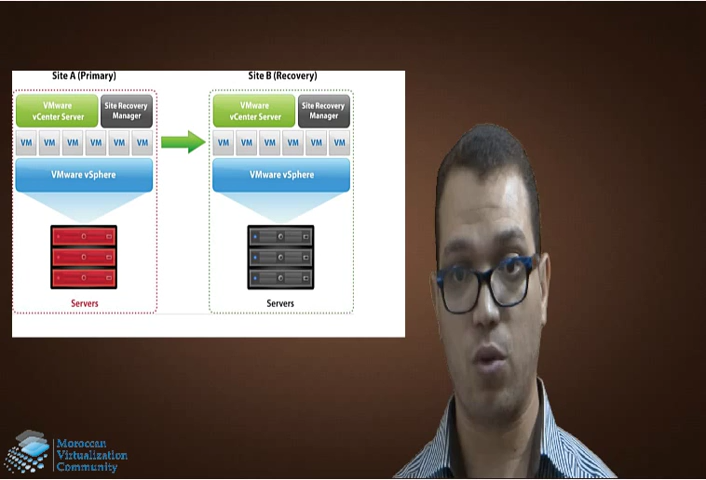 Site A (Primary)
Site B (Recovery)
VMware
vCenter Server
Site Recovery
Manager
VMware
vCenter Server
Site Recovery
Manager
VM VM VM VM VM VM
VM VM VM VM VM VM
VMware vSphere
VMware vSphere
Servers
Servers
Moroccan
Virtualization
Community